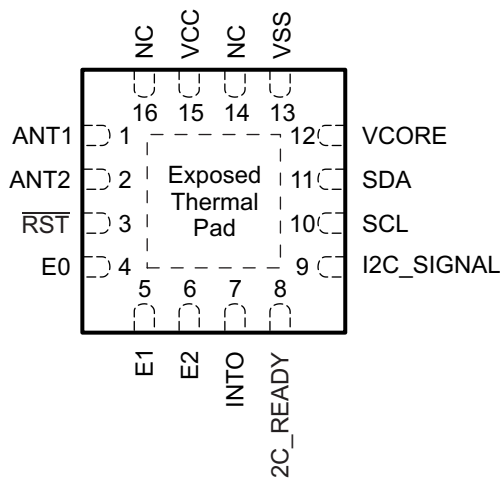 NC VCC NC VSS
16 15 14 13
ANT1 1 12 VCORE
ANT2 2 Exposed 11 SDA
Thermal
R̅S̅T̅ 3 Pad 10 SCL
E0 4 9 I2C_SIGNAL
5 6 7 8
E1 E2 INTO 2C_READY